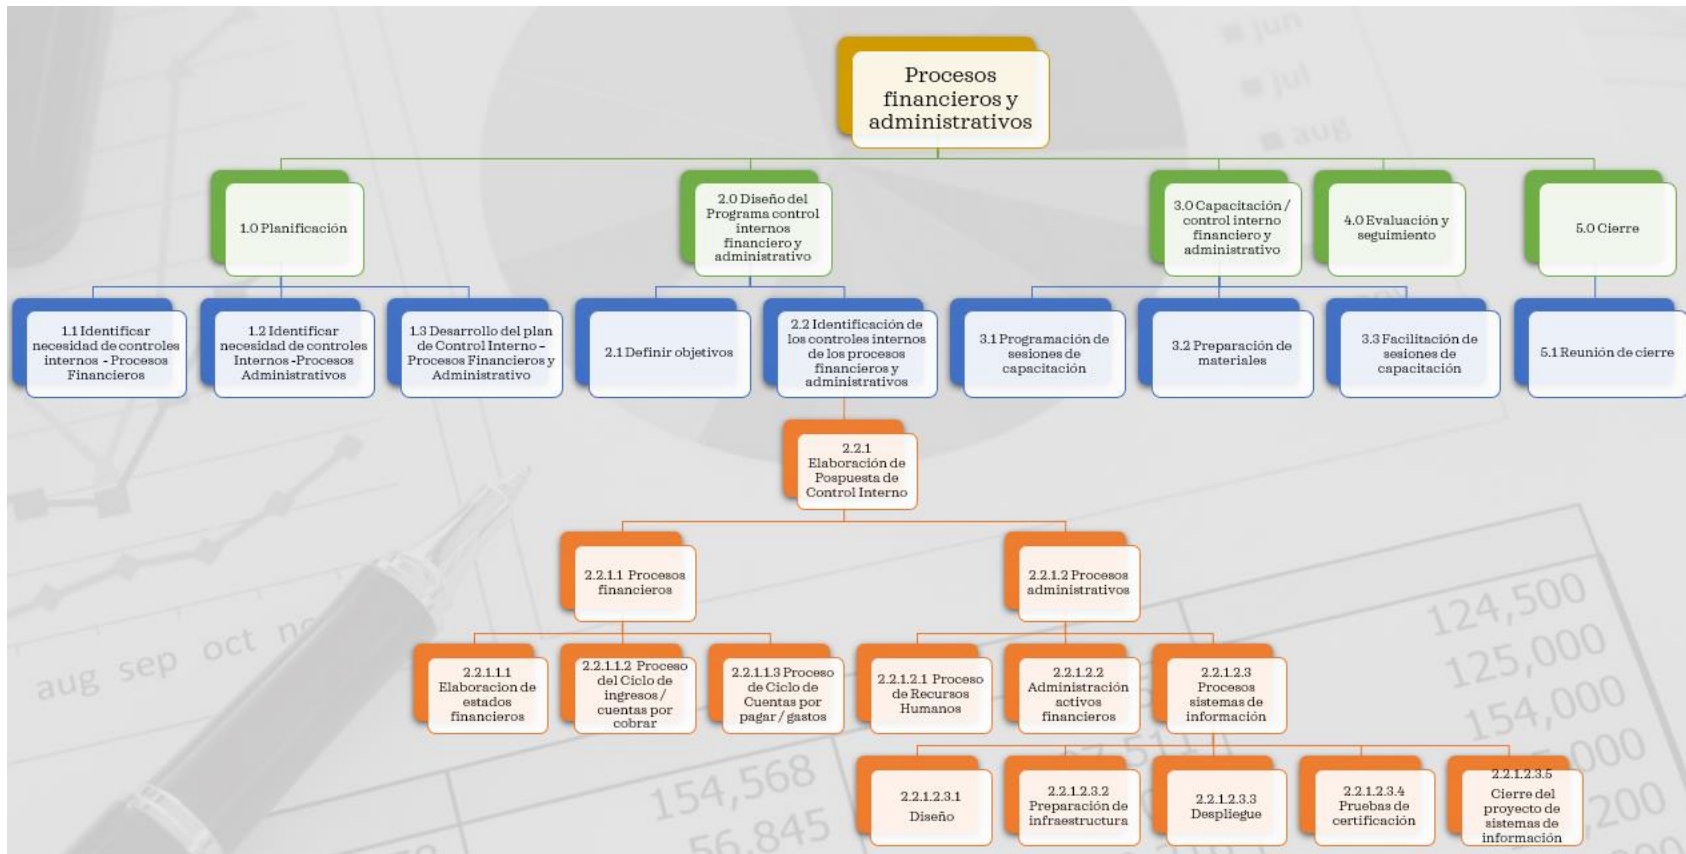 Procesos
financieros y
administrativos
1.0 Planificación
2.0 Diseño del
Programa control
internos
financiero y
administrativo
3.0 Capacitación /
control interno
financiero y
administrativo
4.0 Evaluación y
seguimiento
5.0 Cierre
1.1 Identificar
necesidad de controles
internos - Procesos
Financieros
1.2 Identificar
necesidad de controles
Internos -Procesos
Administrativos
1.3 Desarrollo del plan
de Control Interno –
Procesos Financieros y
Administrativo
2.1 Definir objetivos
2.2 Identificación de
los controles internos
de los procesos
financieros y
administrativos
3.1 Programación de
sesiones de
capacitación
3.2 Preparación de
materiales
3.3 Facilitación de
sesiones de
capacitación
5.1 Reunión de cierre
2.2.1
Elaboración de
Pospuesta de
Control Interno
2.2.1.1 Procesos
financieros
2.2.1.2 Procesos
administrativos
2.2.1.1.1
Elaboracion de
estados
financieros
2.2.1.1.2 Proceso
del Ciclo de
ingresos /
cuentas por
cobrar
2.2.1.1.3 Proceso
de Ciclo de
Cuentas por
pagar / gastos
2.2.1.2.1 Proceso
de Recursos
Humanos
2.2.1.2.2
Administración
activos
financieros
2.2.1.2.3
Procesos
sistemas de
información
2.2.1.2.3.1
Diseño
2.2.1.2.3.2
Preparación de
infraestructura
2.2.1.2.3.3
Despliegue
2.2.1.2.3.4
Pruebas de
certificación
2.2.1.2.3.5
Cierre del
proyecto de
sistemas de
información
jun
jul
aug
aug sep oct
124,500
125,000
154,000
154,568
56,845